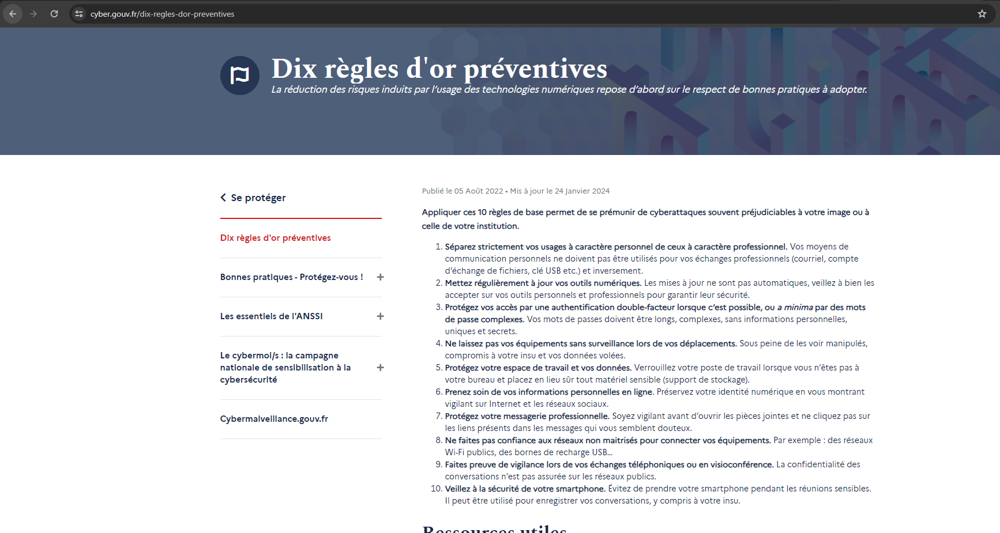 cyber.gouv.fr/dix-regles-dor-preventives
Dix règles d'or préventives
La réduction des risques induits par l’usage des technologies numériques repose d’abord sur le respect de bonnes pratiques à adopter.
Se protéger
Dix règles d'or préventives
Bonnes pratiques - Protégez-vous !
Les essentiels de l'ANSSI
Le cybermoi/s : la campagne
nationale de sensibilisation à la
cybersécurité
Cybermalveillance.gouv.fr
Publié le 05 Août 2022 • Mis à jour le 24 Janvier 2024
Appliquer ces 10 règles de base permet de se prémunir de cyberattaques souvent préjudiciables à votre image ou à
celle de votre institution.
1. Séparez strictement vos usages à caractère personnel de ceux à caractère professionnel. Vos moyens de
communication personnels ne doivent pas être utilisés pour vos échanges professionnels (courriel, compte
d’échange de fichiers, clé USB etc.) et inversement.
2. Mettez régulièrement à jour vos outils numériques. Les mises à jour ne sont pas automatiques, veillez à bien les
accepter sur vos outils personnels et professionnels pour garantir leur sécurité.
3. Protégez vos accès par une authentification double-facteur lorsque c’est possible, ou a minima par des mots
de passe complexes. Vos mots de passes doivent être longs, complexes, sans informations personnelles,
uniques et secrets.
4. Ne laissez pas vos équipements sans surveillance lors de vos déplacements. Sous peine de les voir manipulés,
compromis à votre insu et vos données volées.
5. Protégez votre espace de travail et vos données. Verrouillez votre poste de travail lorsque vous n’êtes pas à
votre bureau et placez en lieu sûr tout matériel sensible (support de stockage).
6. Prenez soin de vos informations personnelles en ligne. Préservez votre identité numérique en vous montrant
vigilant sur Internet et les réseaux sociaux.
7. Protégez votre messagerie professionnelle. Soyez vigilant avant d’ouvrir les pièces jointes et ne cliquez pas sur
les liens présents dans les messages qui vous semblent douteux.
8. Ne faites pas confiance aux réseaux non maitrisés pour connecter vos équipements. Par exemple : des réseaux
Wi-Fi publics, des bornes de recharge USB...
9. Faites preuve de vigilance lors de vos échanges téléphoniques ou en visioconférence. La confidentialité des
conversations n’est pas assurée sur les réseaux publics.
10. Veillez à la sécurité de votre smartphone. Évitez de prendre votre smartphone pendant les réunions sensibles.
Il peut être utilisé pour enregistrer vos conversations, y compris à votre insu.
Ressources utiles